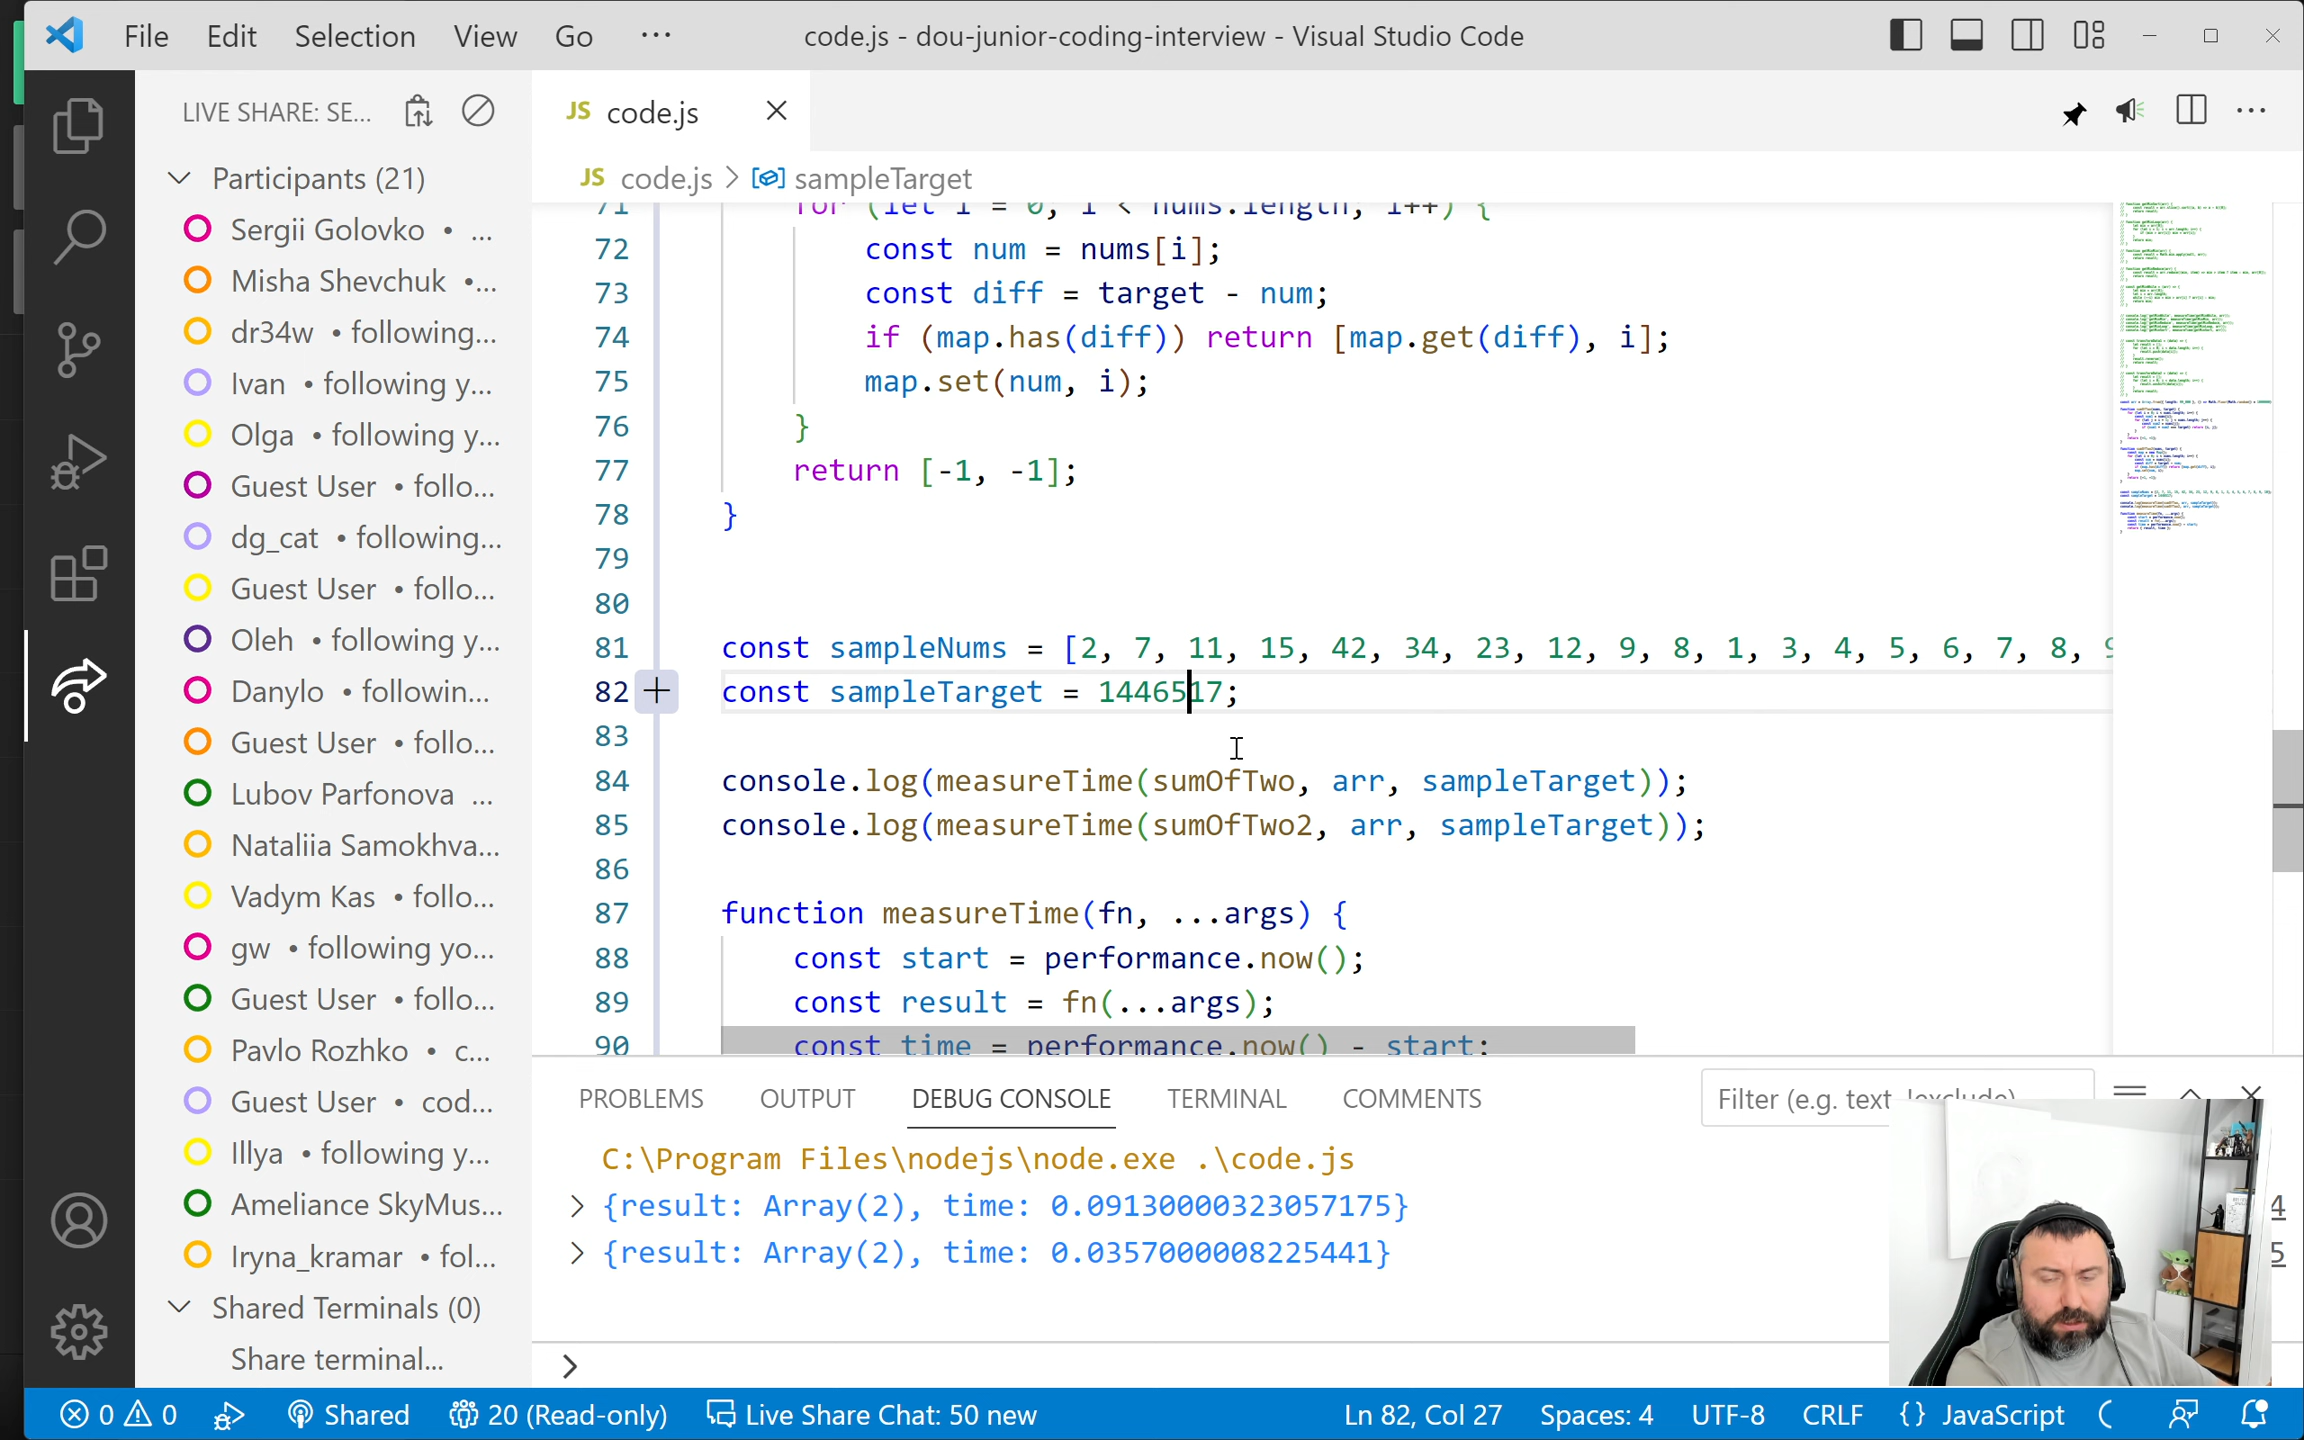 File Edit Selection View Go ··· code.js - dou-junior-coding-interview - Visual Studio Code
LIVE SHARE: SE...
Participants (21)
Sergii Golovko • ...
Misha Shevchuk •...
dr34w • following...
Ivan • following y...
Olga • following y...
Guest User • follo...
dg_cat • following...
Guest User • follo...
Oleh • following y...
Danylo • followin...
Guest User • follo...
Lubov Parfonova ...
Nataliia Samokhva...
Vadym Kas • follo...
gw • following yo...
Guest User • follo...
Pavlo Rozhko • c...
Guest User • cod...
Illya • following y...
Ameliance SkyMus...
Iryna_kramar • fol...
Shared Terminals (0)
Share terminal...
JS code.js
JS code.js > sampleTarget
71 for (let i = 0; i < nums.length; i++) {
72 const num = nums[i];
73 const diff = target - num;
74 if (map.has(diff)) return [map.get(diff), i];
75 map.set(num, i);
76 }
77 return [-1, -1];
78 }
79
80
81 const sampleNums = [2, 7, 11, 15, 42, 34, 23, 12, 9, 8, 1, 3, 4, 5, 6, 7, 8, 9
82 const sampleTarget = 1446517;
83
84 console.log(measureTime(sumOfTwo, arr, sampleTarget));
85 console.log(measureTime(sumOfTwo2, arr, sampleTarget));
86
87 function measureTime(fn, ...args) {
88 const start = performance.now();
89 const result = fn(...args);
90 const time = performance.now() - start;
PROBLEMS OUTPUT DEBUG CONSOLE TERMINAL COMMENTS Filter (e.g. text, !exclude)
C:\Program Files\nodejs\node.exe .\code.js
> {result: Array(2), time: 0.09130000323057175}
> {result: Array(2), time: 0.0357000008225441}
4
5
>
0 0 Shared 20 (Read-only) Live Share Chat: 50 new Ln 82, Col 27 Spaces: 4 UTF-8 CRLF {} JavaScript